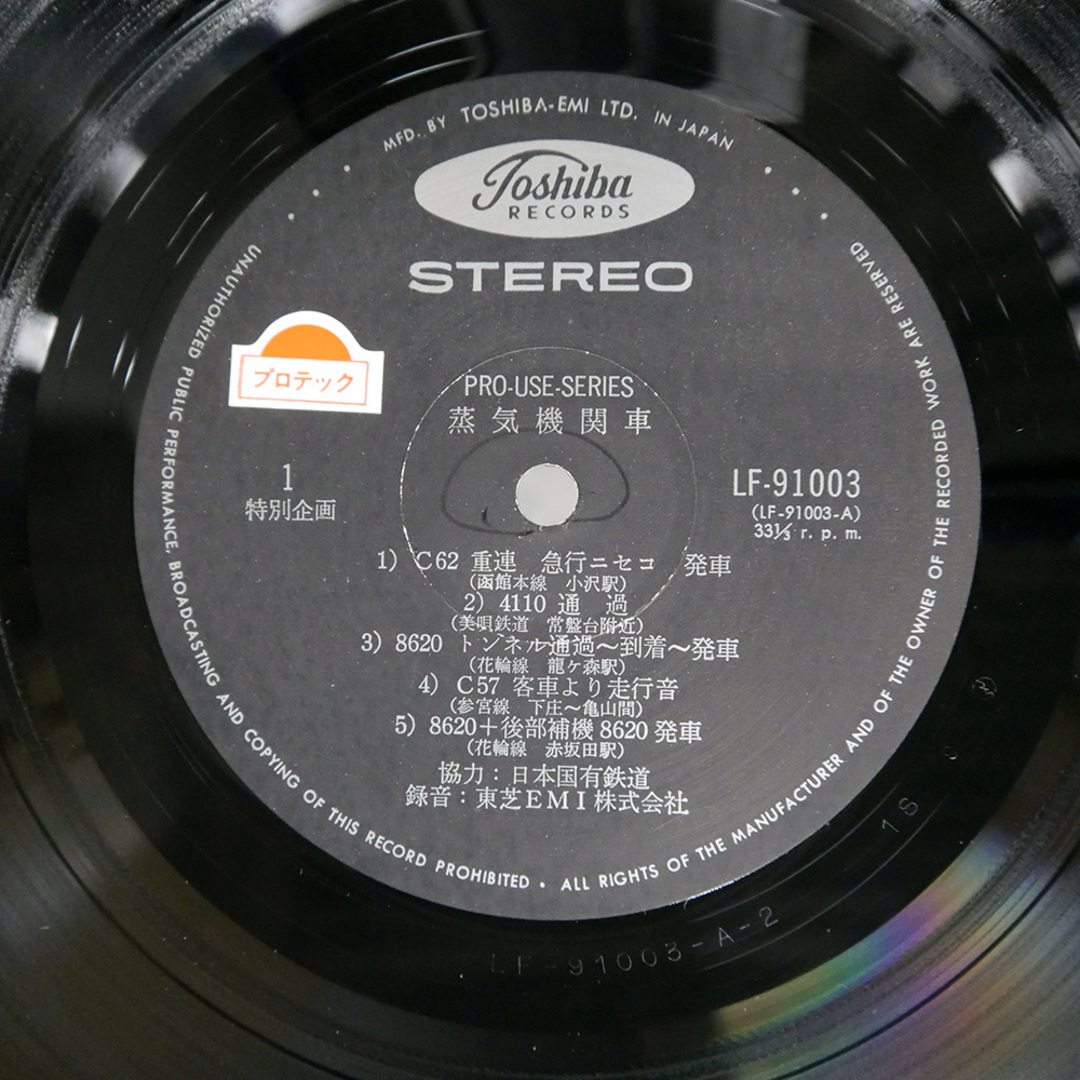 MFD. BY TOSHIBA-EMI LTD. IN JAPAN
Toshiba
RECORDS
STEREO
プロテック
PRO-USE-SERIES
蒸気機関車
1
特別企画
LF-91003
(LF-91003-A)
33⅓ r.p.m.
1) C62 重連 急行ニセコ 発車
(函館本線 小沢駅)
2) 4110 通過
(美唄鉄道 常盤台附近)
3) 8620 トンネル通過〜到着〜発車
(花輪線 龍ケ森駅)
4) C57 客車より走行音
(参宮線 下庄〜亀山間)
5) 8620+後部補機 8620 発車
(花輪線 赤坂田駅)
協力：日本国有鉄道
録音：東芝EMI株式会社
UNAUTHORIZED PUBLIC PERFORMANCE, BROADCASTING AND COPYING OF THIS RECORD PROHIBITED • ALL RIGHTS OF THE MANUFACTURER AND OF THE OWNER OF THE RECORDED WORK ARE RESERVED
LF-91003-A-2
1S